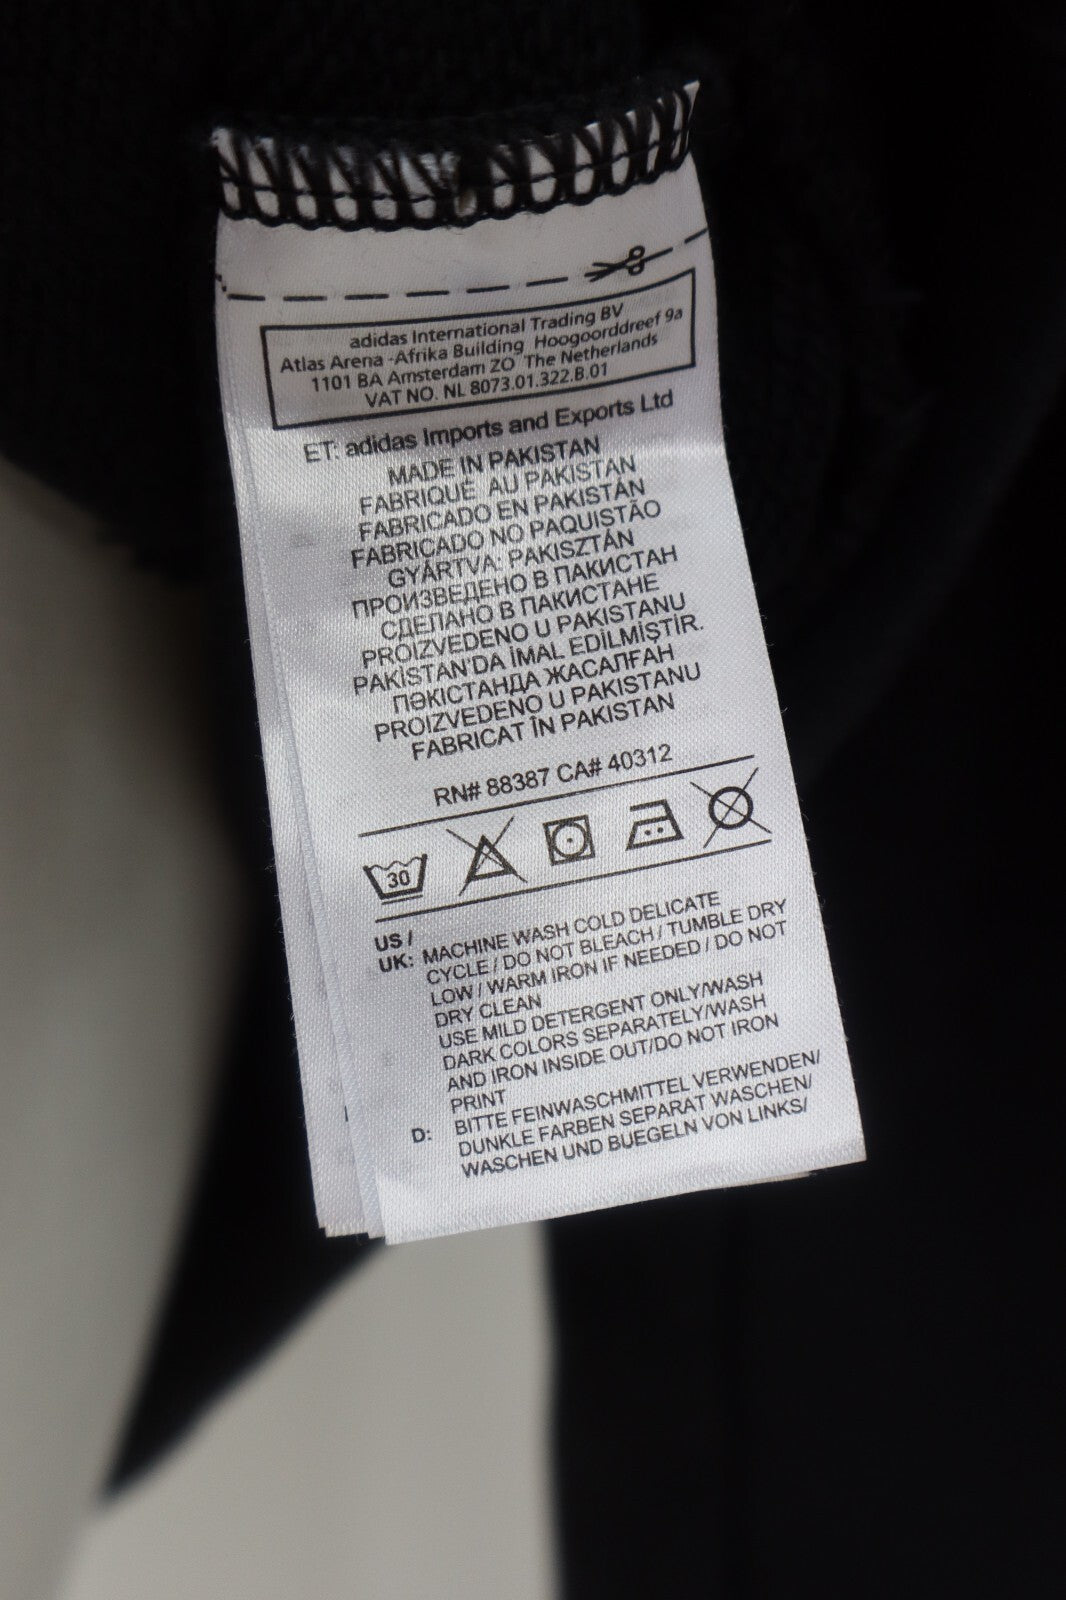 adidas International Trading BV
Atlas Arena -Afrika Building Hoogoorddreef 9a
1101 BA Amsterdam ZO The Netherlands
VAT NO. NL 8073.01.322.B.01
ET: adidas Imports and Exports Ltd
MADE IN PAKISTAN
FABRIQUÉ AU PAKISTAN
FABRICADO EN PAKISTÁN
FABRICADO NO PAQUISTÃO
GYÁRTVA: PAKISZTÁN
ПРОИЗВЕДЕНО В ПАКИСТАН
СДЕЛАНО В ПАКИСТАНЕ
PROIZVEDENO U PAKISTANU
PAKİSTAN'DA İMAL EDİLMİŞTİR.
ПӘКІСТАНДА ЖАСАЛҒАН
PROIZVEDENO U PAKISTANU
FABRICAT ÎN PAKISTAN
RN# 88387 CA# 40312
30
US /
UK: MACHINE WASH COLD DELICATE
CYCLE / DO NOT BLEACH / TUMBLE DRY
LOW / WARM IRON IF NEEDED / DO NOT
DRY CLEAN
USE MILD DETERGENT ONLY/WASH
DARK COLORS SEPARATELY/WASH
AND IRON INSIDE OUT/DO NOT IRON
PRINT
D: BITTE FEINWASCHMITTEL VERWENDEN/
DUNKLE FARBEN SEPARAT WASCHEN/
WASCHEN UND BUEGELN VON LINKS/